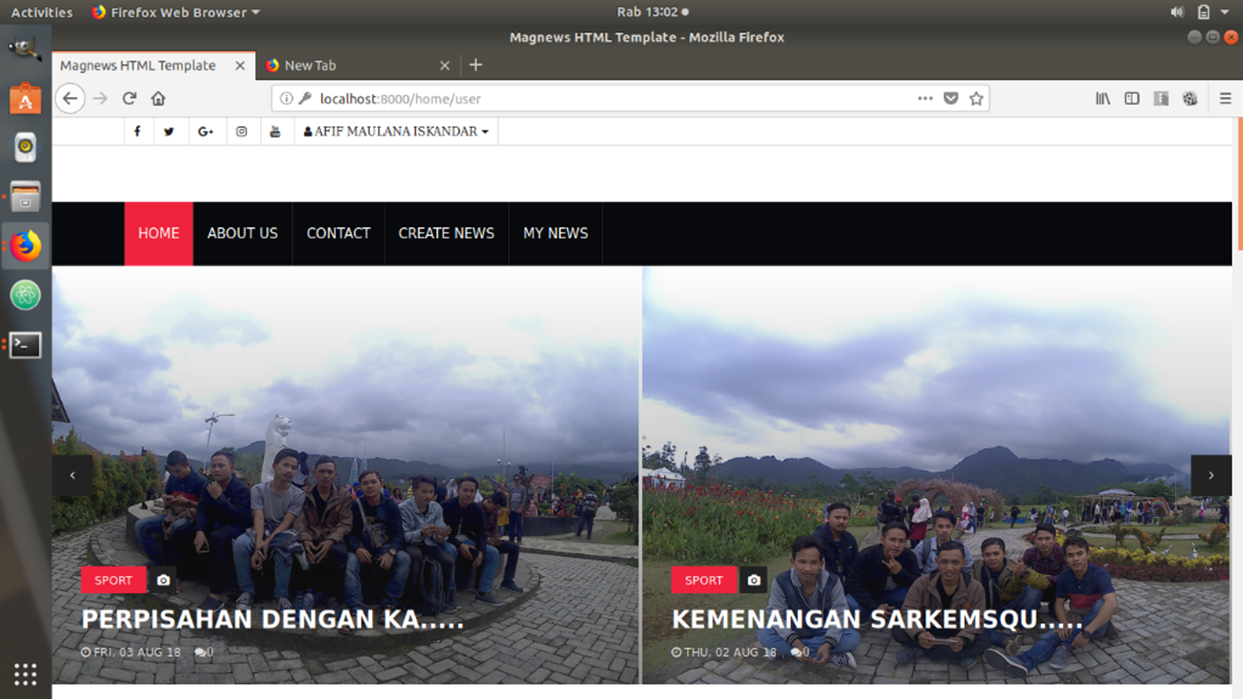 Activities Firefox Web Browser Rab 13:02
Magnews HTML Template - Mozilla Firefox
Magnews HTML Template New Tab
localhost:8000/home/user
AFIF MAULANA ISKANDAR
HOME ABOUT US CONTACT CREATE NEWS MY NEWS
SPORT
PERPISAHAN DENGAN KA.....
FRI, 03 AUG 18 0
SPORT
KEMENANGAN SARKEMSQU.....
THU, 02 AUG 18 0